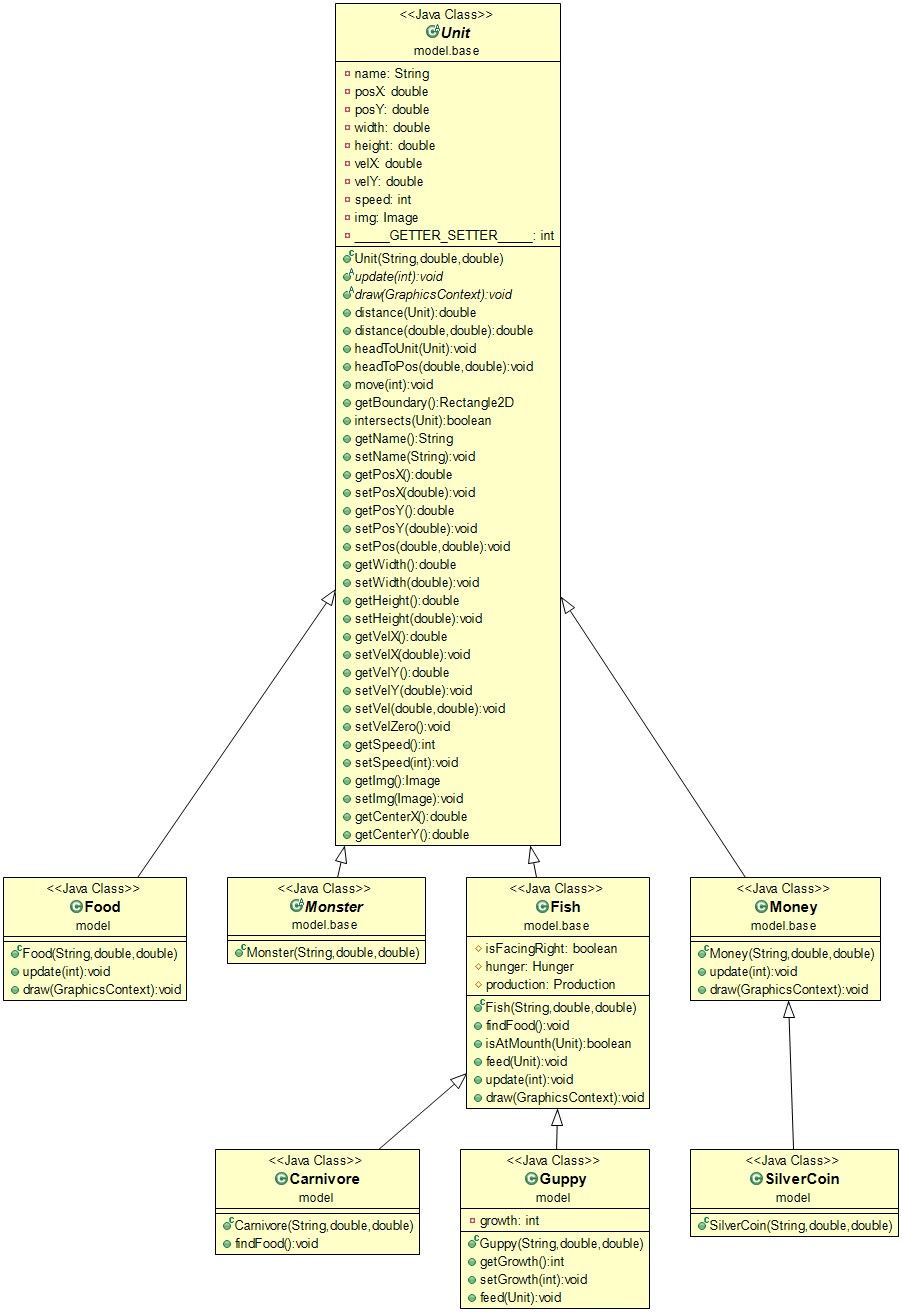 <<Java Class>>
Unit
model.base
name: String
posX: double
posY: double
width: double
height: double
velX: double
velY: double
speed: int
img: Image
_____GETTER_SETTER_____: int
Unit(String,double,double)
update(int):void
draw(GraphicsContext):void
distance(Unit):double
distance(double,double):double
headToUnit(Unit):void
headToPos(double,double):void
move(int):void
getBoundary():Rectangle2D
intersects(Unit):boolean
getName():String
setName(String):void
getPosX():double
setPosX(double):void
getPosY():double
setPosY(double):void
setPos(double,double):void
getWidth():double
setWidth(double):void
getHeight():double
setHeight(double):void
getVelX():double
setVelX(double):void
getVelY():double
setVelY(double):void
setVel(double,double):void
setVelZero():void
getSpeed():int
setSpeed(int):void
getImg():Image
setImg(Image):void
getCenterX():double
getCenterY():double
<<Java Class>>
Food
model
Food(String,double,double)
update(int):void
draw(GraphicsContext):void
<<Java Class>>
Monster
model.base
Monster(String,double,double)
<<Java Class>>
Fish
model.base
isFacingRight: boolean
hunger: Hunger
production: Production
Fish(String,double,double)
findFood():void
isAtMounth(Unit):boolean
feed(Unit):void
update(int):void
draw(GraphicsContext):void
<<Java Class>>
Money
model.base
Money(String,double,double)
update(int):void
draw(GraphicsContext):void
<<Java Class>>
Carnivore
model
Carnivore(String,double,double)
findFood():void
<<Java Class>>
Guppy
model
growth: int
Guppy(String,double,double)
getGrowth():int
setGrowth(int):void
feed(Unit):void
<<Java Class>>
SilverCoin
model
SilverCoin(String,double,double)